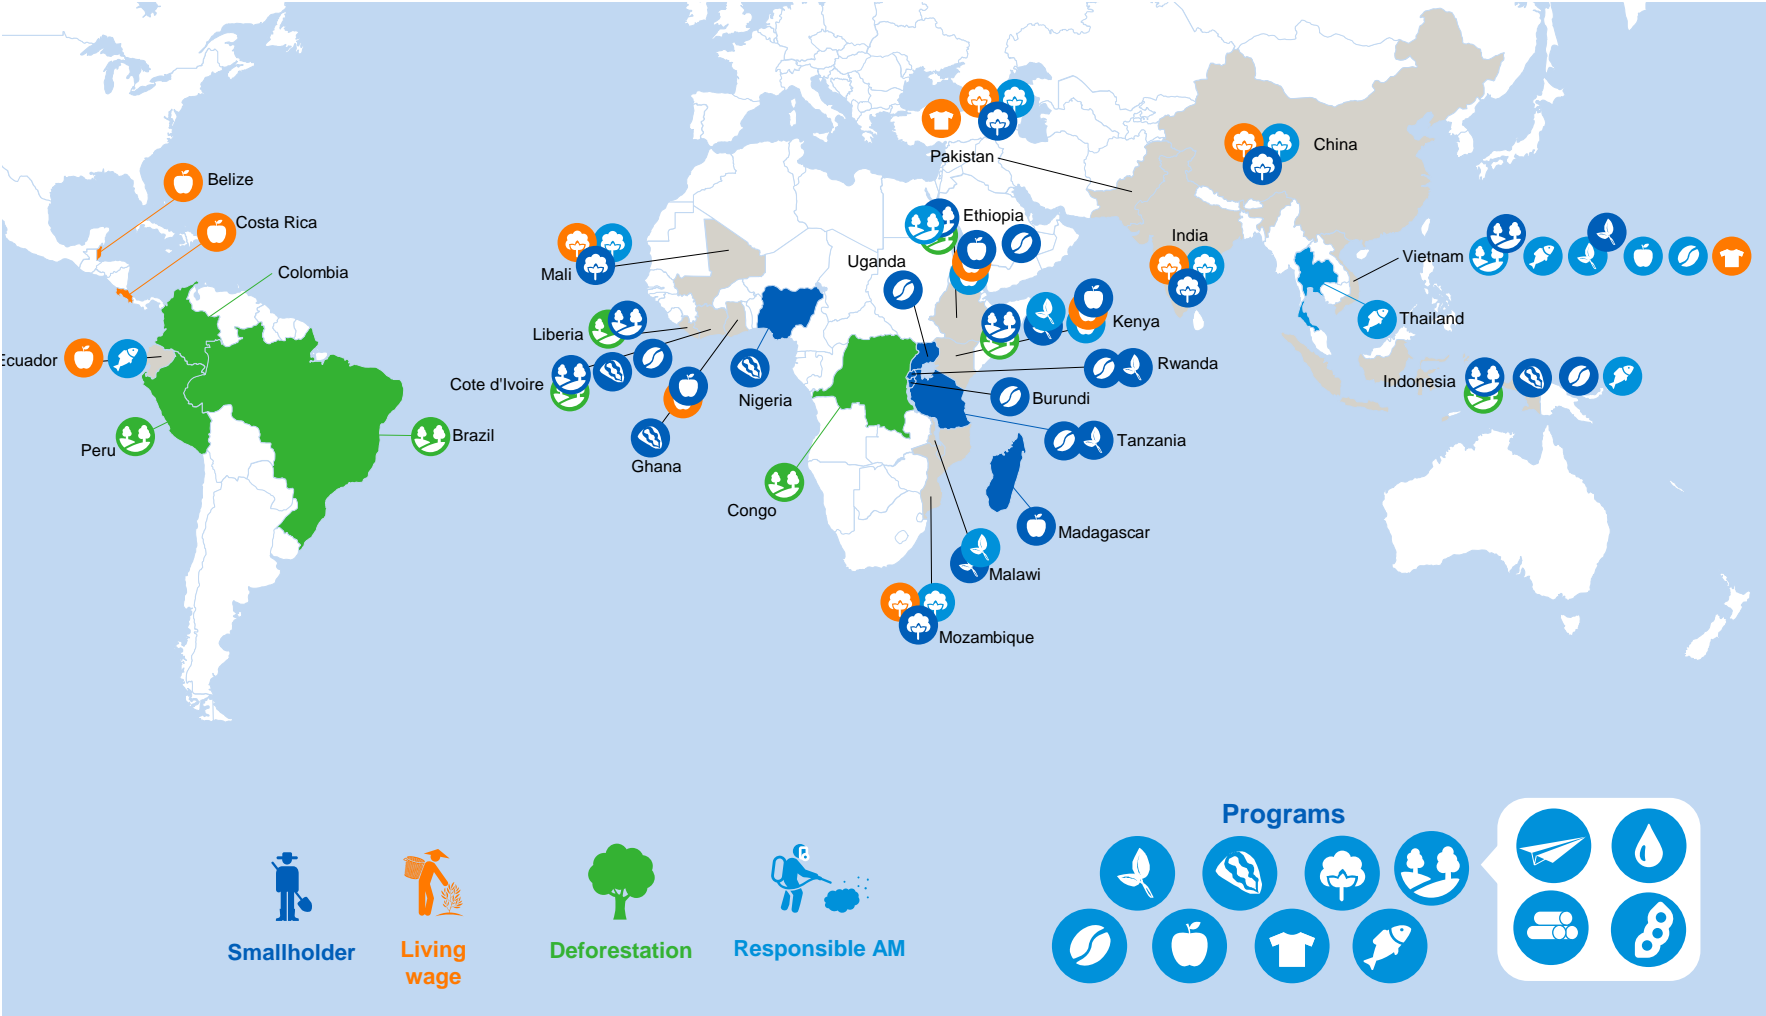 Pakistan
China
Belize
Costa Rica
Ethiopia
India
Colombia
Mali
Uganda
Vietnam
Liberia
Kenya
Thailand
Ecuador
Cote d'Ivoire
Nigeria
Rwanda
Burundi
Indonesia
Peru
Brazil
Ghana
Tanzania
Congo
Madagascar
Malawi
Mozambique
Programs
Smallholder
Living
wage
Deforestation
Responsible AM